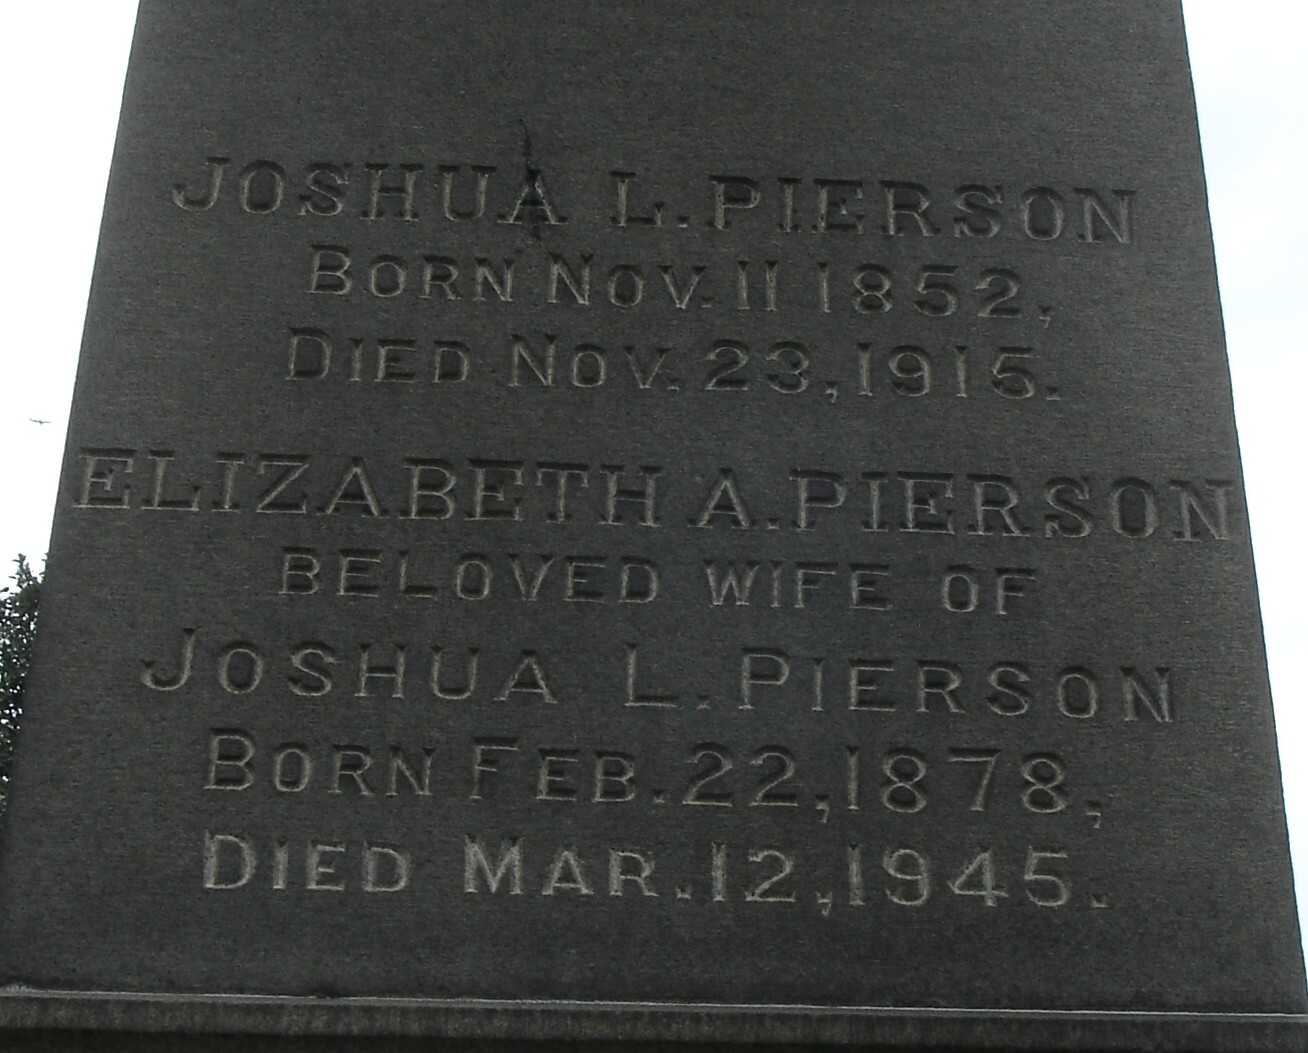 JOSHUA L. PIERSON
BORN NOV. 11 1852,
DIED NOV. 23, 1915.
ELIZABETH A. PIERSON
BELOVED WIFE OF
JOSHUA L. PIERSON
BORN FEB. 22, 1878,
DIED MAR. 12, 1945.